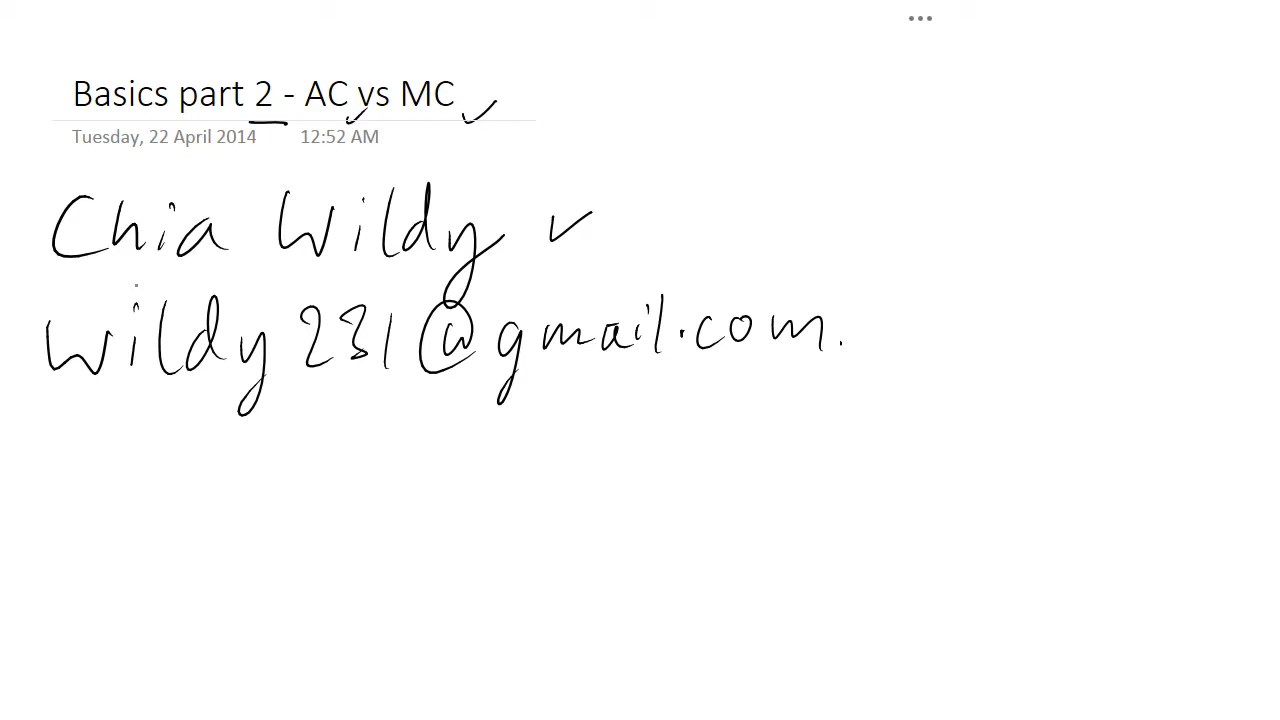 Basics part 2 - AC vs MC
Tuesday, 22 April 2014 12:52 AM
Chia Wildy
Wildy231@gmail.com.